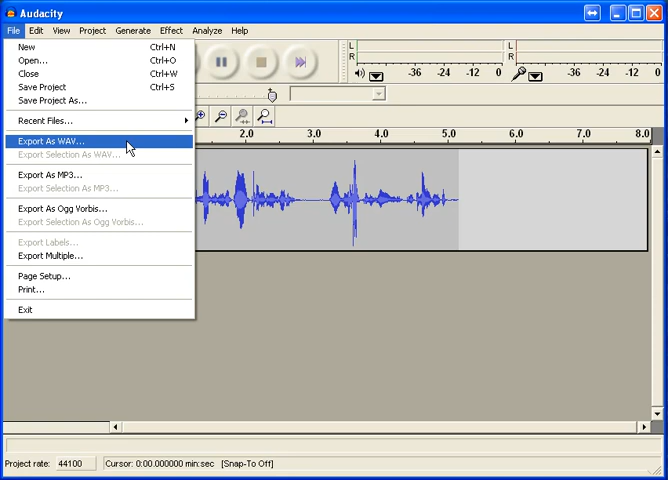 Audacity
File Edit View Project Generate Effect Analyze Help
New Ctrl+N
Open... Ctrl+O
Close Ctrl+W
Save Project Ctrl+S
Save Project As...
Recent Files...
Export As WAV...
Export Selection As WAV...
Export As MP3...
Export Selection As MP3...
Export As Ogg Vorbis...
Export Selection As Ogg Vorbis...
Export Labels...
Export Multiple...
Page Setup...
Print...
Exit
L
R
-36 -24 -12 0
L
R
-36 -24 -12 0
2.0 3.0 4.0 5.0 6.0 7.0 8.0
Project rate: 44100 Cursor: 0:00.000000 min:sec [Snap-To Off]